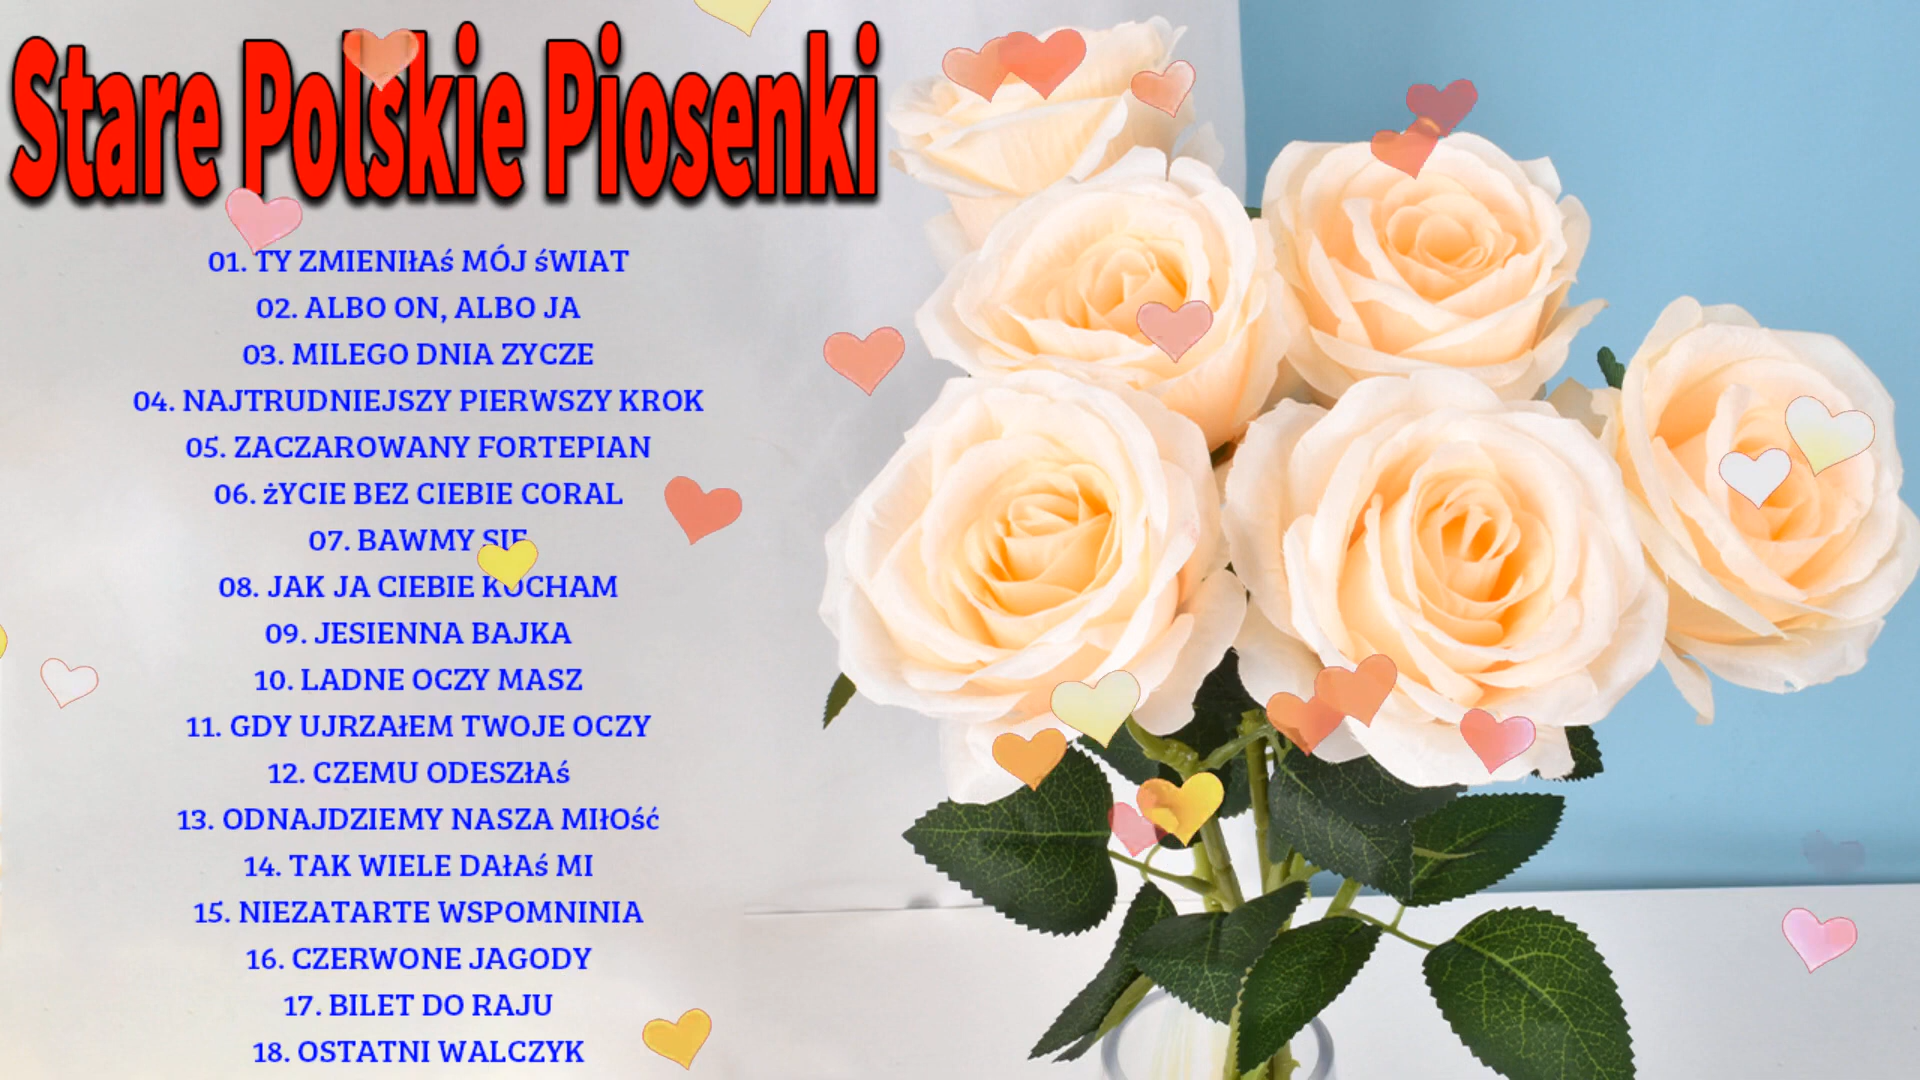 Stare Polskie Piosenki
01. TY ZMIENIłAś MÓJ śWIAT
02. ALBO ON, ALBO JA
03. MILEGO DNIA ZYCZE
04. NAJTRUDNIEJSZY PIERWSZY KROK
05. ZACZAROWANY FORTEPIAN
06. żYCIE BEZ CIEBIE CORAL
07. BAWMY SIE
08. JAK JA CIEBIE KOCHAM
09. JESIENNA BAJKA
10. LADNE OCZY MASZ
11. GDY UJRZAłEM TWOJE OCZY
12. CZEMU ODESZłAś
13. ODNAJDZIEMY NASZA MIłOść
14. TAK WIELE DAłAś MI
15. NIEZATARTE WSPOMNINIA
16. CZERWONE JAGODY
17. BILET DO RAJU
18. OSTATNI WALCZYK